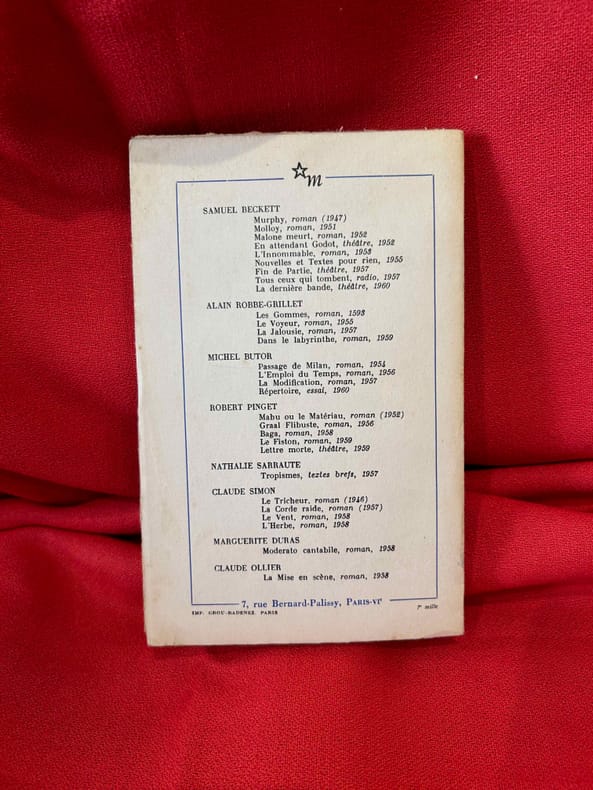 m
SAMUEL BECKETT
Murphy, roman (1947)
Molloy, roman, 1951
Malone meurt, roman, 1952
En attendant Godot, théâtre, 1952
L'Innommable, roman, 1953
Nouvelles et Textes pour rien, 1955
Fin de Partie, théâtre, 1957
Tous ceux qui tombent, radio, 1957
La dernière bande, théâtre, 1960
ALAIN ROBBE-GRILLET
Les Gommes, roman, 1593
Le Voyeur, roman, 1955
La Jalousie, roman, 1957
Dans le labyrinthe, roman, 1959
MICHEL BUTOR
Passage de Milan, roman, 1954
L'Emploi du Temps, roman, 1956
La Modification, roman, 1957
Répertoire, essai, 1960
ROBERT PINGET
Mahu ou le Matériau, roman (1952)
Graal Flibuste, roman, 1956
Baga, roman, 1958
Le Fiston, roman, 1959
Lettre morte, théâtre, 1959
NATHALIE SARRAUTE
Tropismes, textes brefs, 1957
CLAUDE SIMON
Le Tricheur, roman (1946)
La Corde raide, roman (1957)
Le Vent, roman, 1958
L'Herbe, roman, 1958
MARGUERITE DURAS
Moderato cantabile, roman, 1958
CLAUDE OLLIER
La Mise en scène, roman, 1958
7, rue Bernard-Palissy, PARIS-VIe
IMP. GROU-RADENEZ, PARIS
7e mille